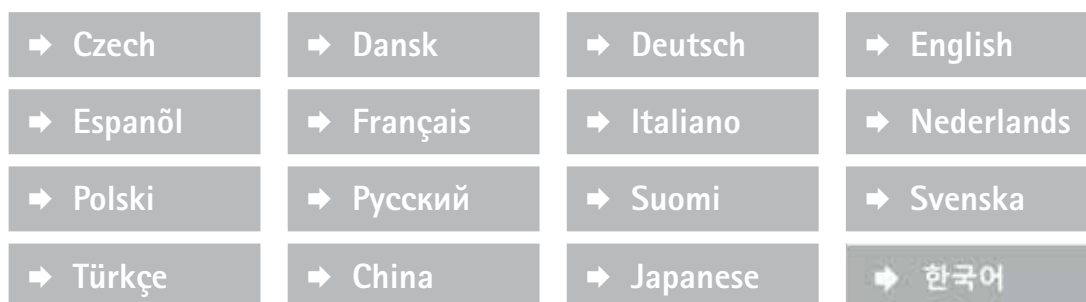 Czech Dansk Deutsch English
Espanõl Français Italiano Nederlands
Polski Русский Suomi Svenska
Türkçe China Japanese 한국어